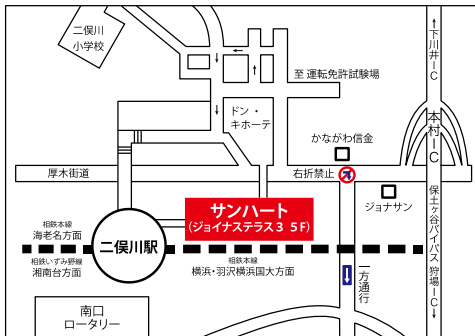 二俣川
小学校
↑下川井IC
至 運転免許試験場
ドン・
キホーテ
本村IC
かながわ信金
厚木街道
右折禁止
ジョナサン
サンハート
(ジョイナステラス3 5F)
保土ヶ谷バイパス 狩場IC↓
相鉄本線
海老名方面
二俣川駅
相鉄いずみ野線
湘南台方面
相鉄本線
横浜・羽沢横浜国大方面
一方通行
南口
ロータリー